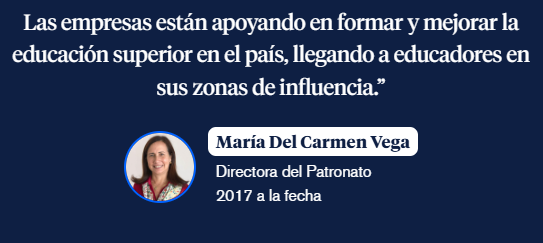 Las empresas están apoyando en formar y mejorar la
educación superior en el país, llegando a educadores en
sus zonas de influencia.”
María Del Carmen Vega
Directora del Patronato
2017 a la fecha